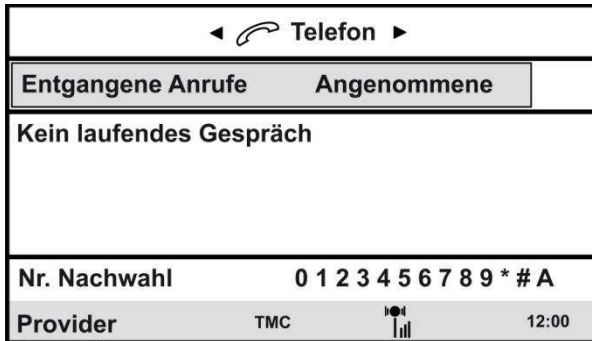 Telefon
Entgangene Anrufe Angenommene
Kein laufendes Gespräch
Nr. Nachwahl 0 1 2 3 4 5 6 7 8 9 * # A
Provider TMC 12:00